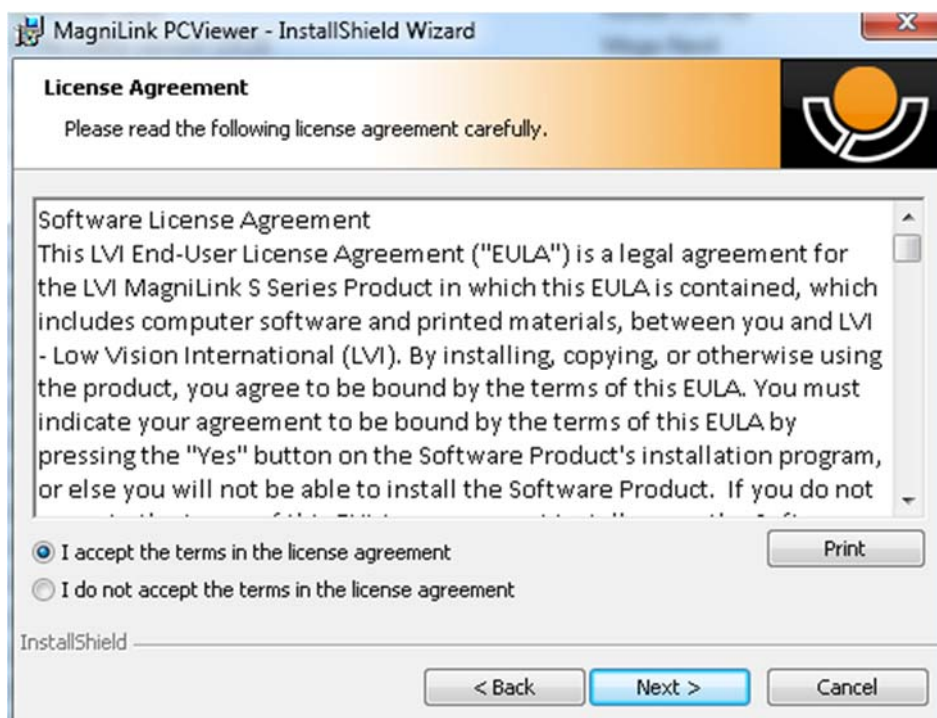 MagniLink PCViewer - InstallShield Wizard
License Agreement
Please read the following license agreement carefully.
Software License Agreement
This LVI End-User License Agreement ("EULA") is a legal agreement for
the LVI MagniLink S Series Product in which this EULA is contained, which
includes computer software and printed materials, between you and LVI
- Low Vision International (LVI). By installing, copying, or otherwise using
the product, you agree to be bound by the terms of this EULA. You must
indicate your agreement to be bound by the terms of this EULA by
pressing the "Yes" button on the Software Product's installation program,
or else you will not be able to install the Software Product.  If you do not
I accept the terms in the license agreement
Print
I do not accept the terms in the license agreement
InstallShield
< Back
Next >
Cancel